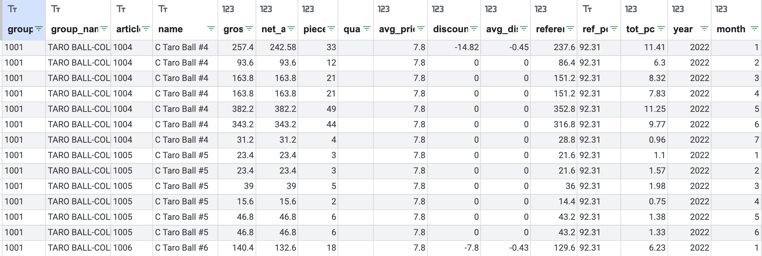 Tт Tт Tт Tт 123 123 123 123 123 123 123 123 123 123 123 123
group group_nam articl name gros net_a piece qua avg_pri discoun avg_di refere ref_p tot_pc year month
1001 TARO BALL-COL 1004 C Taro Ball #4 257.4 242.58 33 7.8 -14.82 -0.45 237.6 92.31 11.41 2022 1
1001 TARO BALL-COL 1004 C Taro Ball #4 93.6 93.6 12 7.8 0 0 86.4 92.31 6.3 2022 2
1001 TARO BALL-COL 1004 C Taro Ball #4 163.8 163.8 21 7.8 0 0 151.2 92.31 8.32 2022 3
1001 TARO BALL-COL 1004 C Taro Ball #4 163.8 163.8 21 7.8 0 0 151.2 92.31 7.83 2022 4
1001 TARO BALL-COL 1004 C Taro Ball #4 382.2 382.2 49 7.8 0 0 352.8 92.31 11.25 2022 5
1001 TARO BALL-COL 1004 C Taro Ball #4 343.2 343.2 44 7.8 0 0 316.8 92.31 9.77 2022 6
1001 TARO BALL-COL 1004 C Taro Ball #4 31.2 31.2 4 7.8 0 0 28.8 92.31 0.96 2022 7
1001 TARO BALL-COL 1005 C Taro Ball #5 23.4 23.4 3 7.8 0 0 21.6 92.31 1.1 2022 1
1001 TARO BALL-COL 1005 C Taro Ball #5 23.4 23.4 3 7.8 0 0 21.6 92.31 1.57 2022 2
1001 TARO BALL-COL 1005 C Taro Ball #5 39 39 5 7.8 0 0 36 92.31 1.98 2022 3
1001 TARO BALL-COL 1005 C Taro Ball #5 15.6 15.6 2 7.8 0 0 14.4 92.31 0.75 2022 4
1001 TARO BALL-COL 1005 C Taro Ball #5 46.8 46.8 6 7.8 0 0 43.2 92.31 1.38 2022 5
1001 TARO BALL-COL 1005 C Taro Ball #5 46.8 46.8 6 7.8 0 0 43.2 92.31 1.33 2022 6
1001 TARO BALL-COL 1006 C Taro Ball #6 140.4 132.6 18 7.8 -7.8 -0.43 129.6 92.31 6.23 2022 1